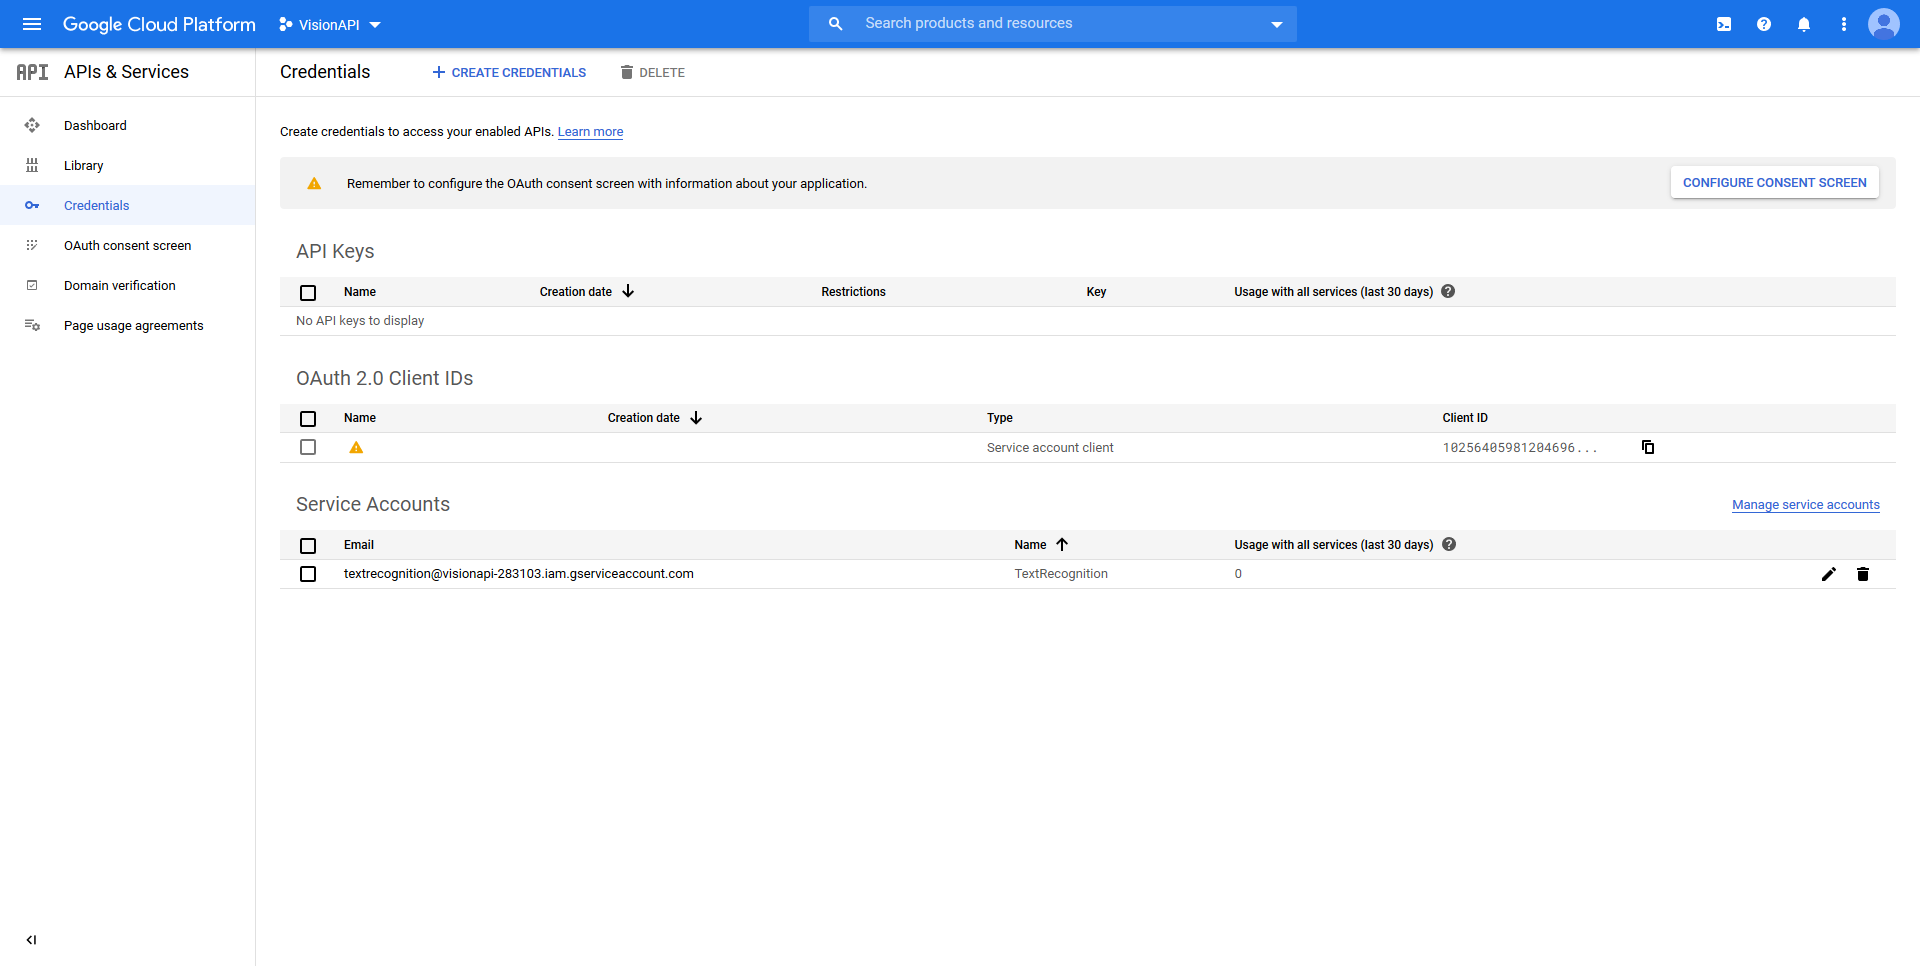 Google Cloud Platform
VisionAPI
Search products and resources
API
APIs & Services
Credentials
CREATE CREDENTIALS
DELETE
Dashboard
Library
Credentials
OAuth consent screen
Domain verification
Page usage agreements
Create credentials to access your enabled APIs. Learn more
Remember to configure the OAuth consent screen with information about your application.
CONFIGURE CONSENT SCREEN
API Keys
Name Creation date Restrictions Key Usage with all services (last 30 days)
No API keys to display
OAuth 2.0 Client IDs
Name Creation date Type Client ID
Service account client 10256405981204696...
Service Accounts
Manage service accounts
Email Name Usage with all services (last 30 days)
textrecognition@visionapi-283103.iam.gserviceaccount.com TextRecognition 0